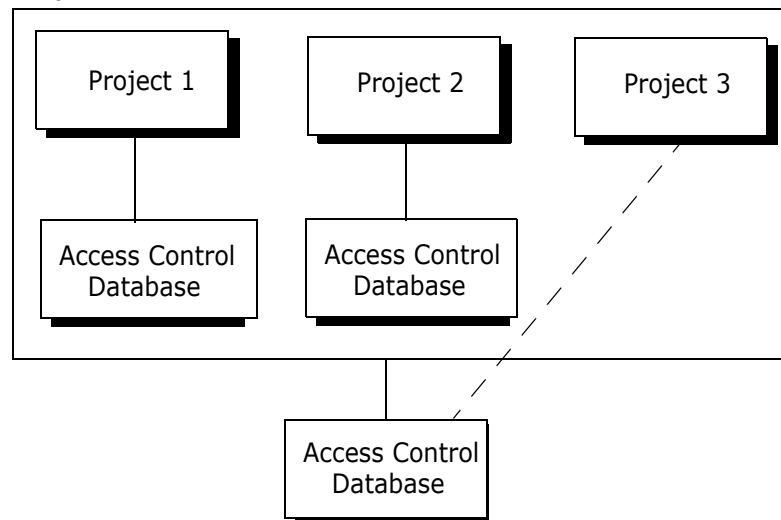 Project 1
Project 2
Project 3
Access Control
Database
Access Control
Database
Access Control
Database